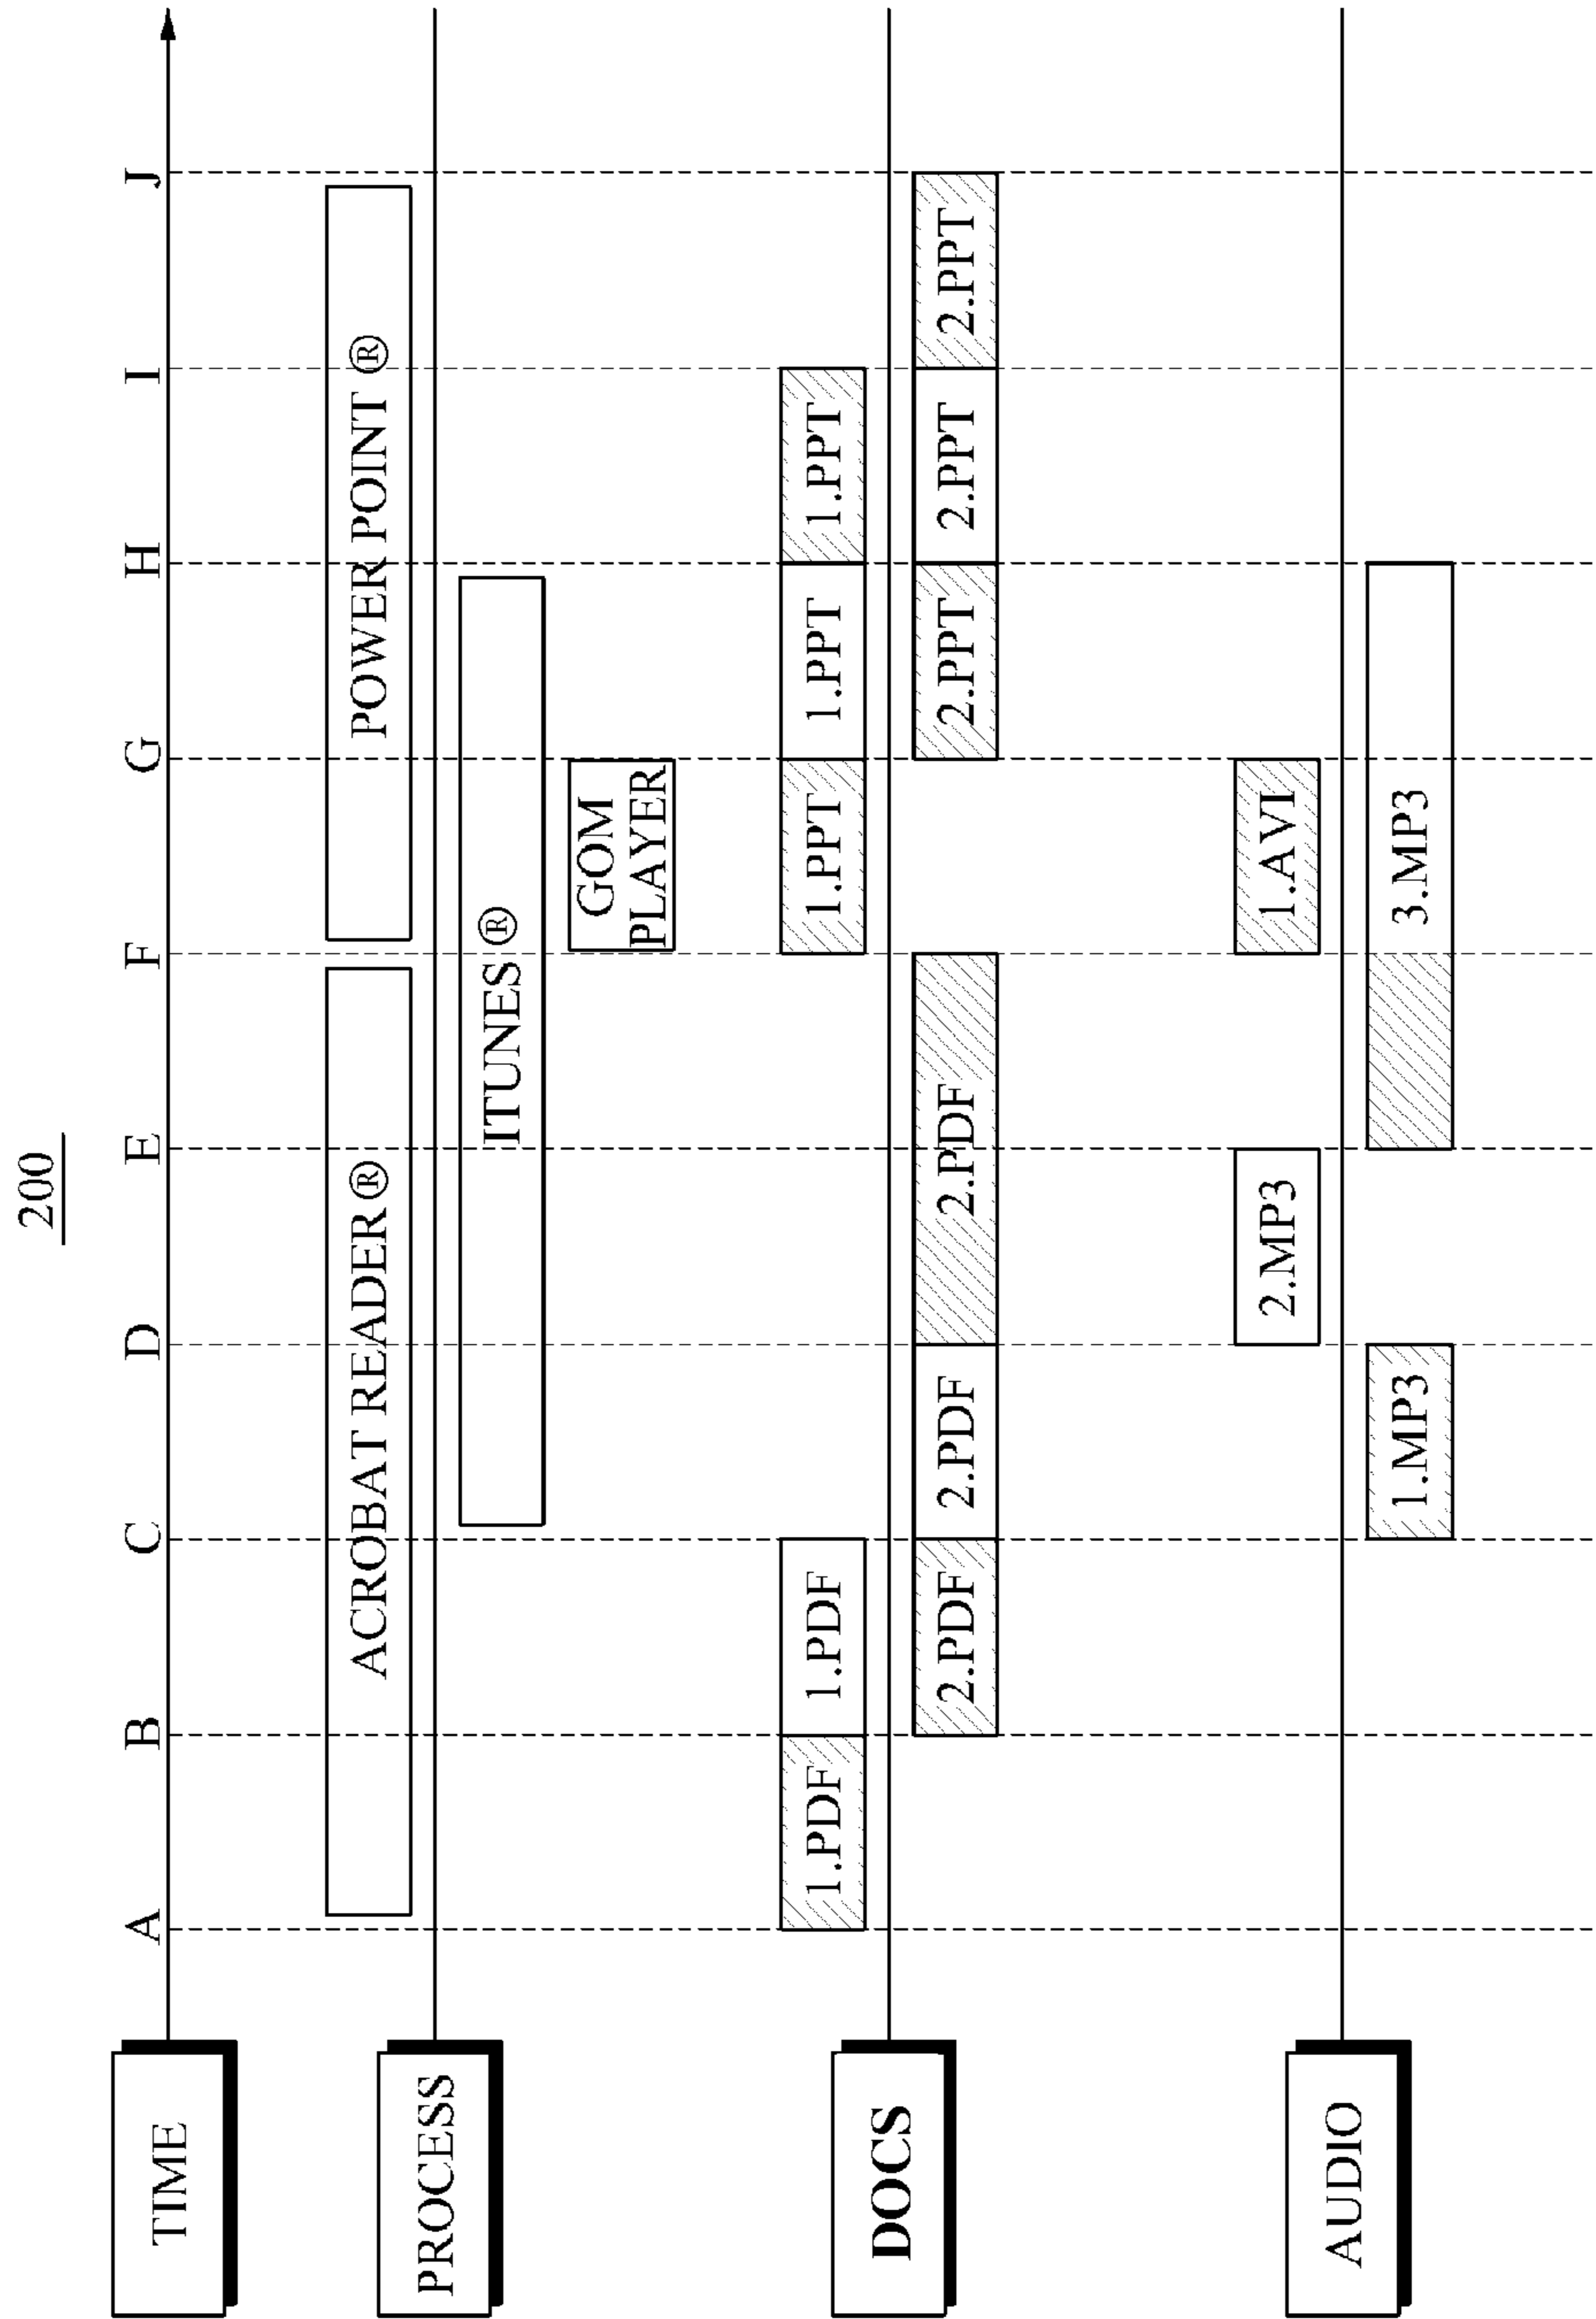 200
TIME
A
B
C
D
E
F
G
H
I
J
PROCESS
ACROBAT READER®
POWER POINT ®
ITUNES®
GOM
PLAYER
DOCS
1.PDF
1.PDF
1.PPT
1.PPT
1.PPT
2.PDF
2.PDF
2.PDF
2.PPT
2.PPT
2.PPT
AUDIO
2.MP3
1.AVI
1.MP3
3.MP3